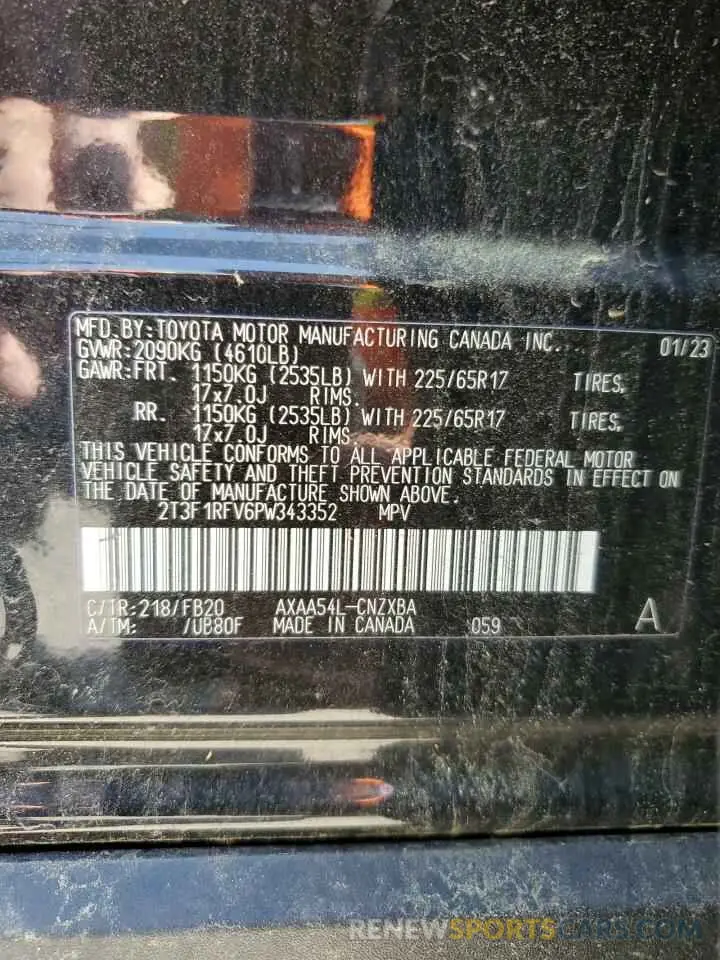 MFD.BY:TOYOTA MOTOR MANUFACTURING CANADA INC. 01/23
GVWR:2090KG (4610LB)
GAWR:FRT. 1150KG (2535LB) WITH 225/65R17 TIRES,
17x7.0J RIMS.
RR. 1150KG (2535LB) WITH 225/65R17 TIRES,
17x7.0J RIMS.
THIS VEHICLE CONFORMS TO ALL APPLICABLE FEDERAL MOTOR
VEHICLE SAFETY AND THEFT PREVENTION STANDARDS IN EFFECT ON
THE DATE OF MANUFACTURE SHOWN ABOVE.
2T3F1RFV6PW343352 MPV
C/TR:218/FB20 AXAA54L-CNZXBA
A/TM: /UB80F MADE IN CANADA 059 A
RENEWSPORTSCARS.COM